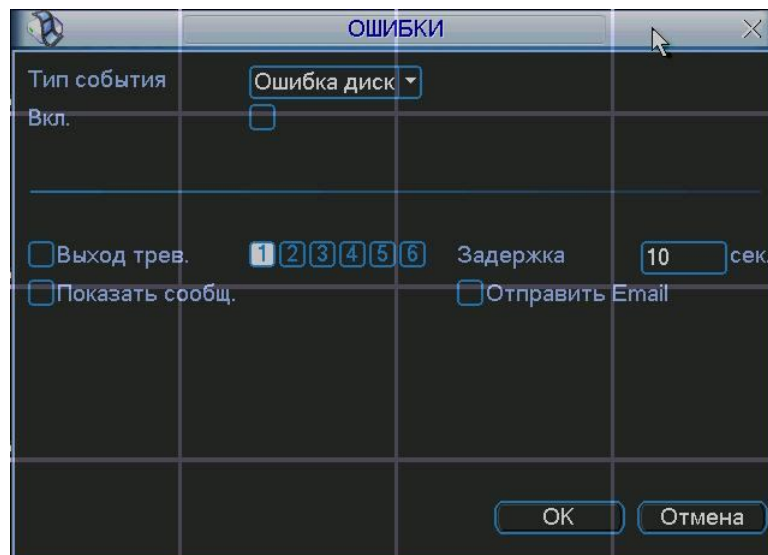 ОШИБКИ
Тип события Ошибка диск
Вкл.
Выход трев. 1 2 3 4 5 6 Задержка 10 сек.
Показать сообщ. Отправить Email
OK Отмена